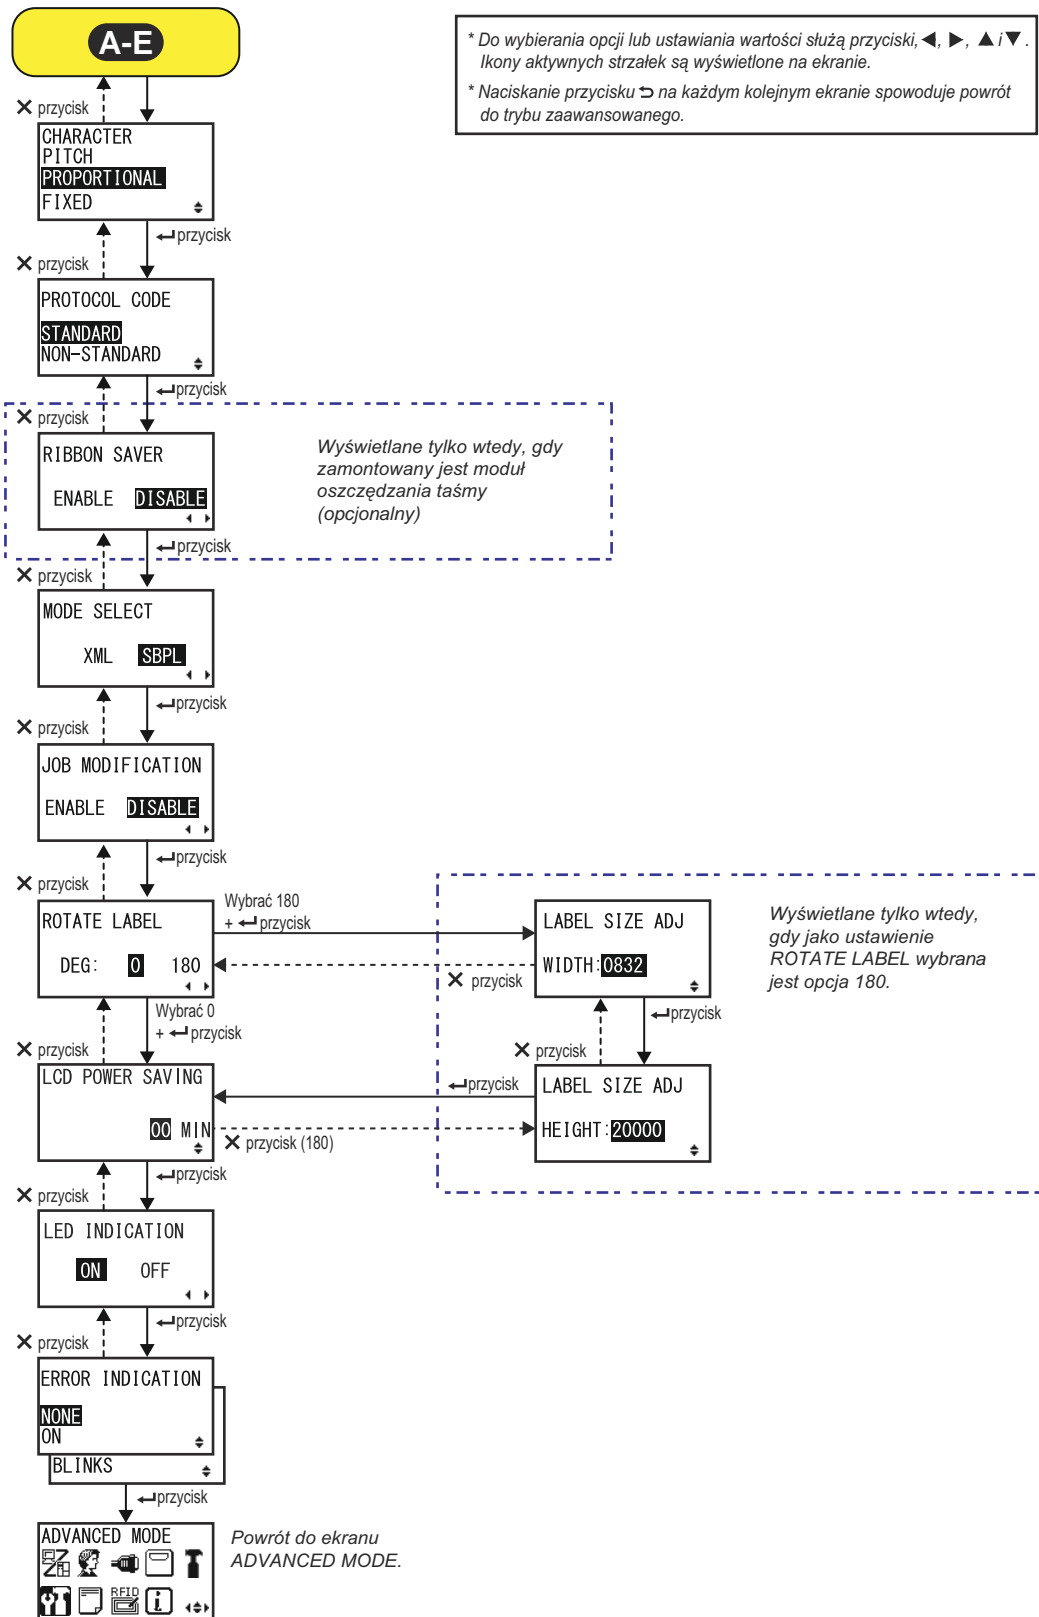 A-E
* Do wybierania opcji lub ustawiania wartości służą przyciski, ◀, ▶, ▲ i ▼.
Ikony aktywnych strzałek są wyświetlone na ekranie.
* Naciskanie przycisku ⮌ na każdym kolejnym ekranie spowoduje powrót
do trybu zaawansowanego.
✕ przycisk
CHARACTER
PITCH
PROPORTIONAL
FIXED
↵ przycisk
✕ przycisk
PROTOCOL CODE
STANDARD
NON-STANDARD
↵ przycisk
✕ przycisk
RIBBON SAVER
ENABLE DISABLE
Wyświetlane tylko wtedy, gdy
zamontowany jest moduł
oszczędzania taśmy
(opcjonalny)
↵ przycisk
✕ przycisk
MODE SELECT
XML SBPL
↵ przycisk
✕ przycisk
JOB MODIFICATION
ENABLE DISABLE
↵ przycisk
✕ przycisk
ROTATE LABEL
DEG: 0 180
Wybrać 180
+ ↵ przycisk
✕ przycisk
LABEL SIZE ADJ
WIDTH:0832
Wyświetlane tylko wtedy,
gdy jako ustawienie
ROTATE LABEL wybrana
jest opcja 180.
Wybrać 0
+ ↵ przycisk
↵ przycisk
✕ przycisk
✕ przycisk
LCD POWER SAVING
00 MIN
↵ przycisk
✕ przycisk (180)
LABEL SIZE ADJ
HEIGHT:20000
↵ przycisk
✕ przycisk
LED INDICATION
ON OFF
↵ przycisk
✕ przycisk
ERROR INDICATION
NONE
ON
BLINKS
↵ przycisk
ADVANCED MODE
RFID
i
Powrót do ekranu
ADVANCED MODE.